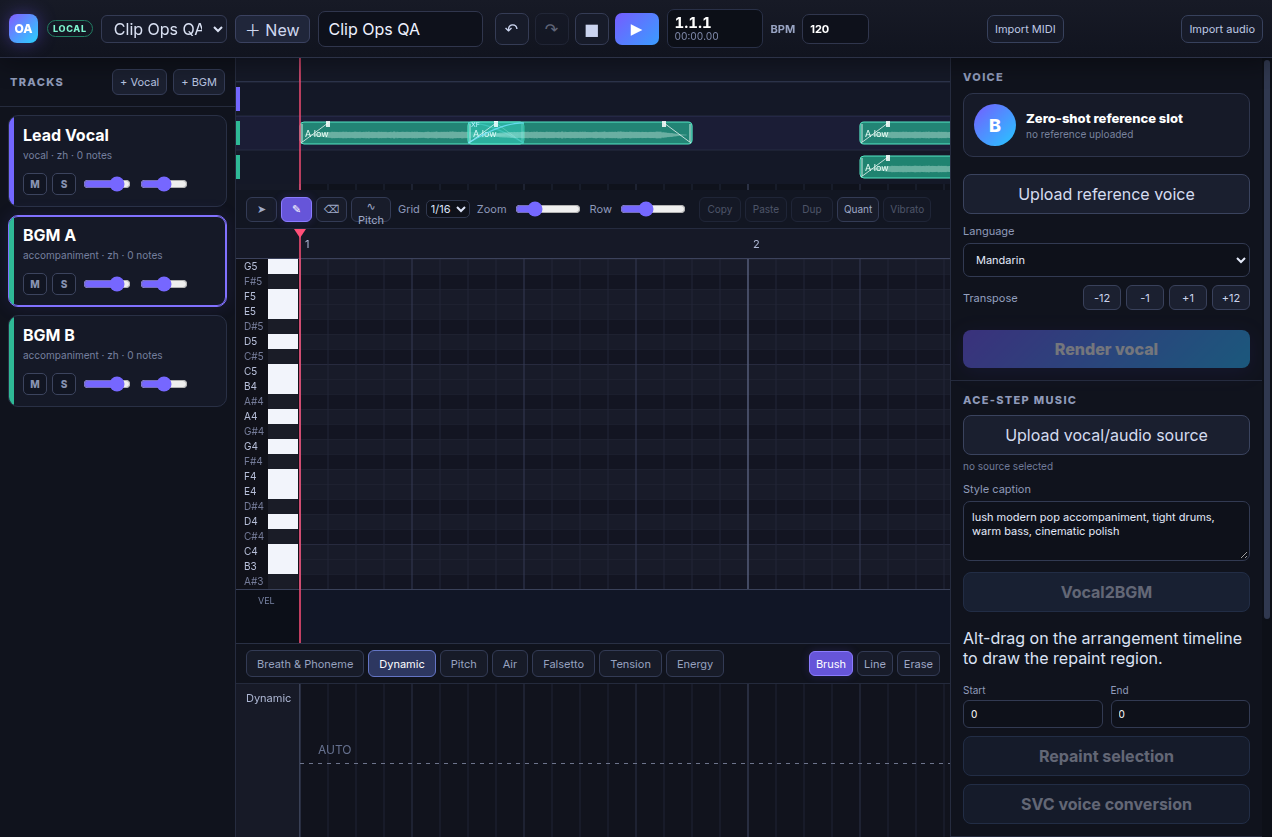 OA
LOCAL
Clip Ops QA
+ New
Clip Ops QA
1.1.1
00:00.00
BPM
120
Import MIDI
Import audio
TRACKS
+ Vocal
+ BGM
Lead Vocal
vocal · zh · 0 notes
M
S
BGM A
accompaniment · zh · 0 notes
M
S
BGM B
accompaniment · zh · 0 notes
M
S
A low
A low
A low
A low
Pitch
Grid
1/16
Zoom
Row
Copy
Paste
Dup
Quant
Vibrato
1
2
G5
F#5
F5
E5
D#5
D5
C#5
C5
B4
A#4
A4
G#4
G4
F#4
F4
E4
D#4
D4
C#4
C4
B3
A#3
VEL
Breath & Phoneme
Dynamic
Pitch
Air
Falsetto
Tension
Energy
Brush
Line
Erase
Dynamic
AUTO
VOICE
B
Zero-shot reference slot
no reference uploaded
Upload reference voice
Language
Mandarin
Transpose
-12
-1
+1
+12
Render vocal
ACE-STEP MUSIC
Upload vocal/audio source
no source selected
Style caption
lush modern pop accompaniment, tight drums,
warm bass, cinematic polish
Vocal2BGM
Alt-drag on the arrangement timeline
to draw the repaint region.
Start
End
0
0
Repaint selection
SVC voice conversion